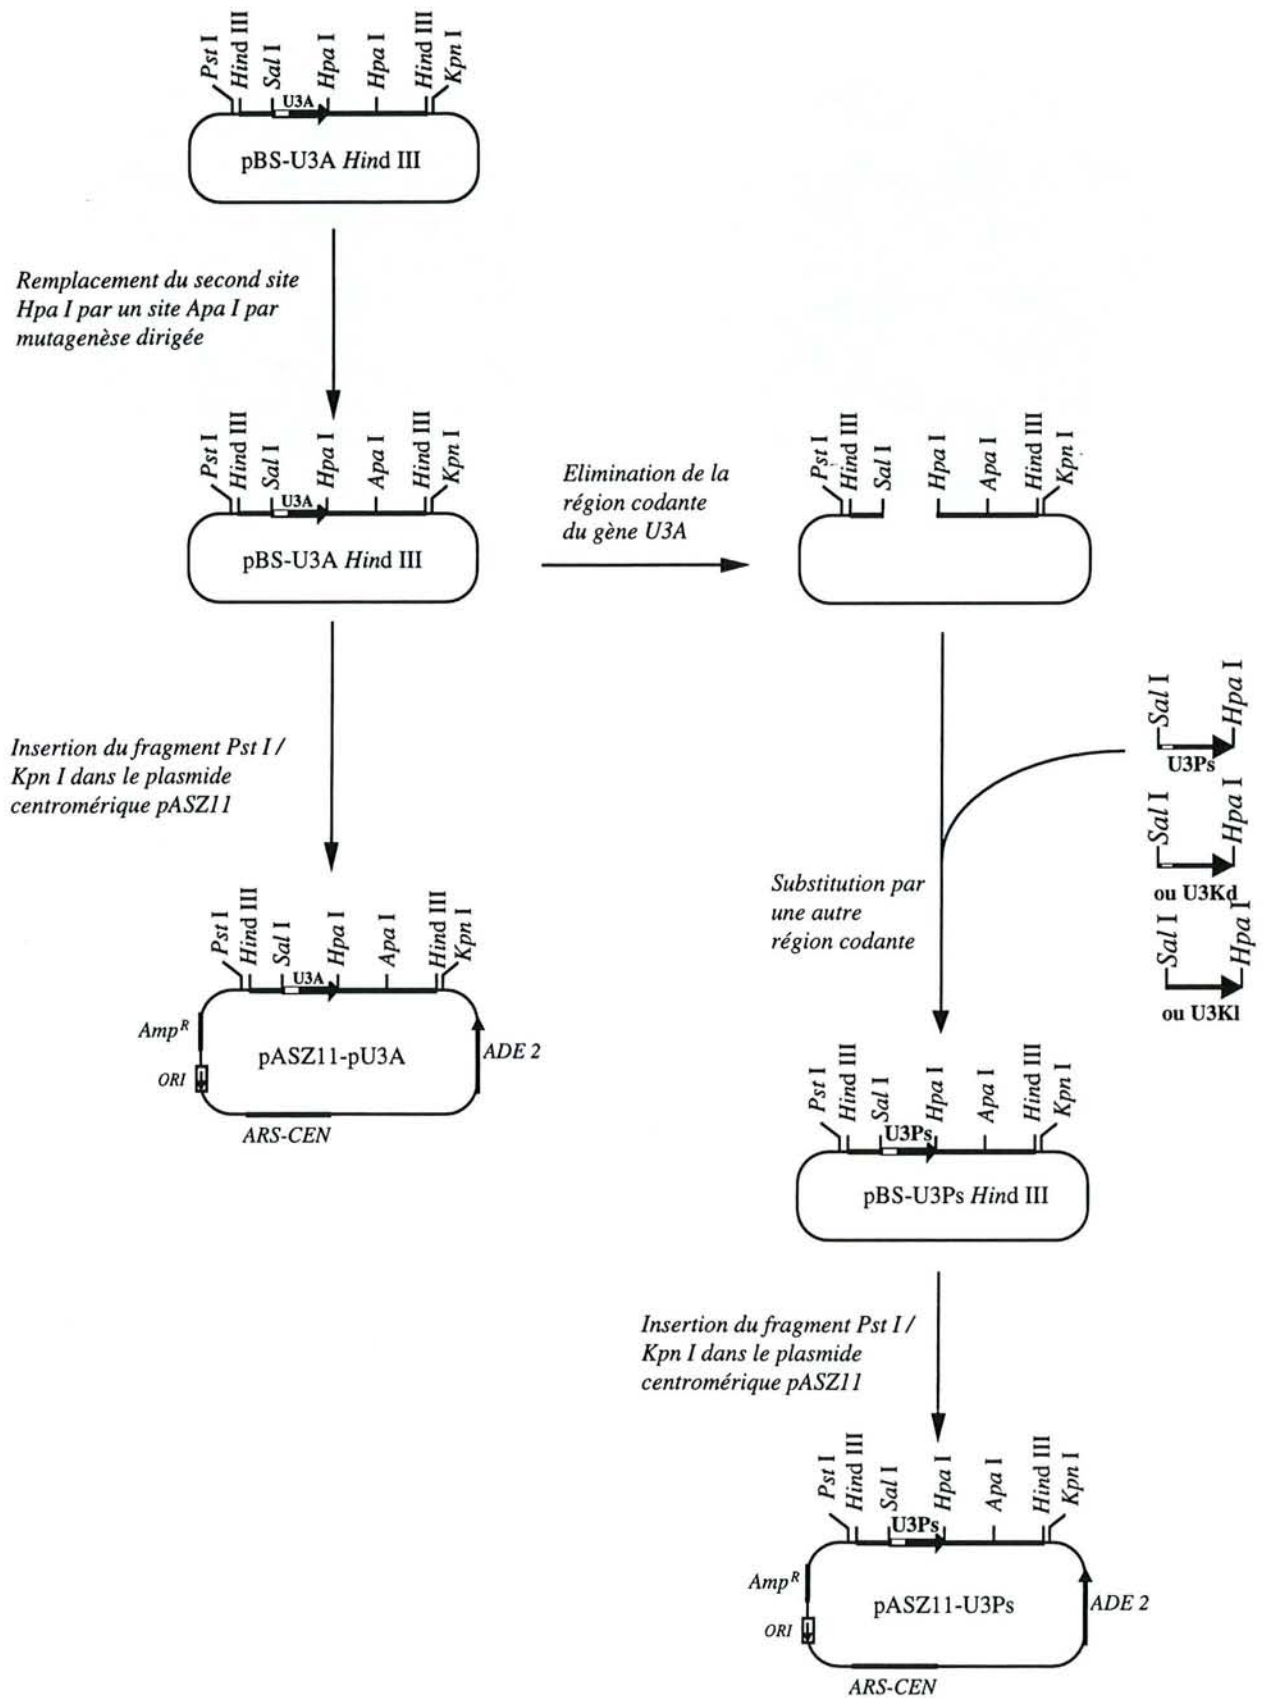 Pst I
Hind III
Sal I
Hpa I
Hpa I
Hind III
Kpn I
U3A
pBS-U3A Hind III
Remplacement du second site
Hpa I par un site Apa I par
mutagenèse dirigée
Pst I
Hind III
Sal I
Hpa I
Apa I
Hind III
Kpn I
U3A
pBS-U3A Hind III
Elimination de la
région codante
du gène U3A
Pst I
Hind III
Sal I
Hpa I
Apa I
Hind III
Kpn I
Insertion du fragment Pst I /
Kpn I dans le plasmide
centromérique pASZ11
Sal I
Hpa I
U3Ps
Sal I
Hpa I
ou U3Kd
Sal I
Hpa I
ou U3Kl
Substitution par
une autre
région codante
Pst I
Hind III
Sal I
Hpa I
Apa I
Hind III
Kpn I
U3A
Amp R
pASZ11-pU3A
ADE 2
ORI
ARS-CEN
Pst I
Hind III
Sal I
Hpa I
Apa I
Hind III
Kpn I
U3Ps
pBS-U3Ps Hind III
Insertion du fragment Pst I /
Kpn I dans le plasmide
centromérique pASZ11
Pst I
Hind III
Sal I
Hpa I
Apa I
Hind III
Kpn I
U3Ps
Amp R
pASZ11-U3Ps
ADE 2
ORI
ARS-CEN